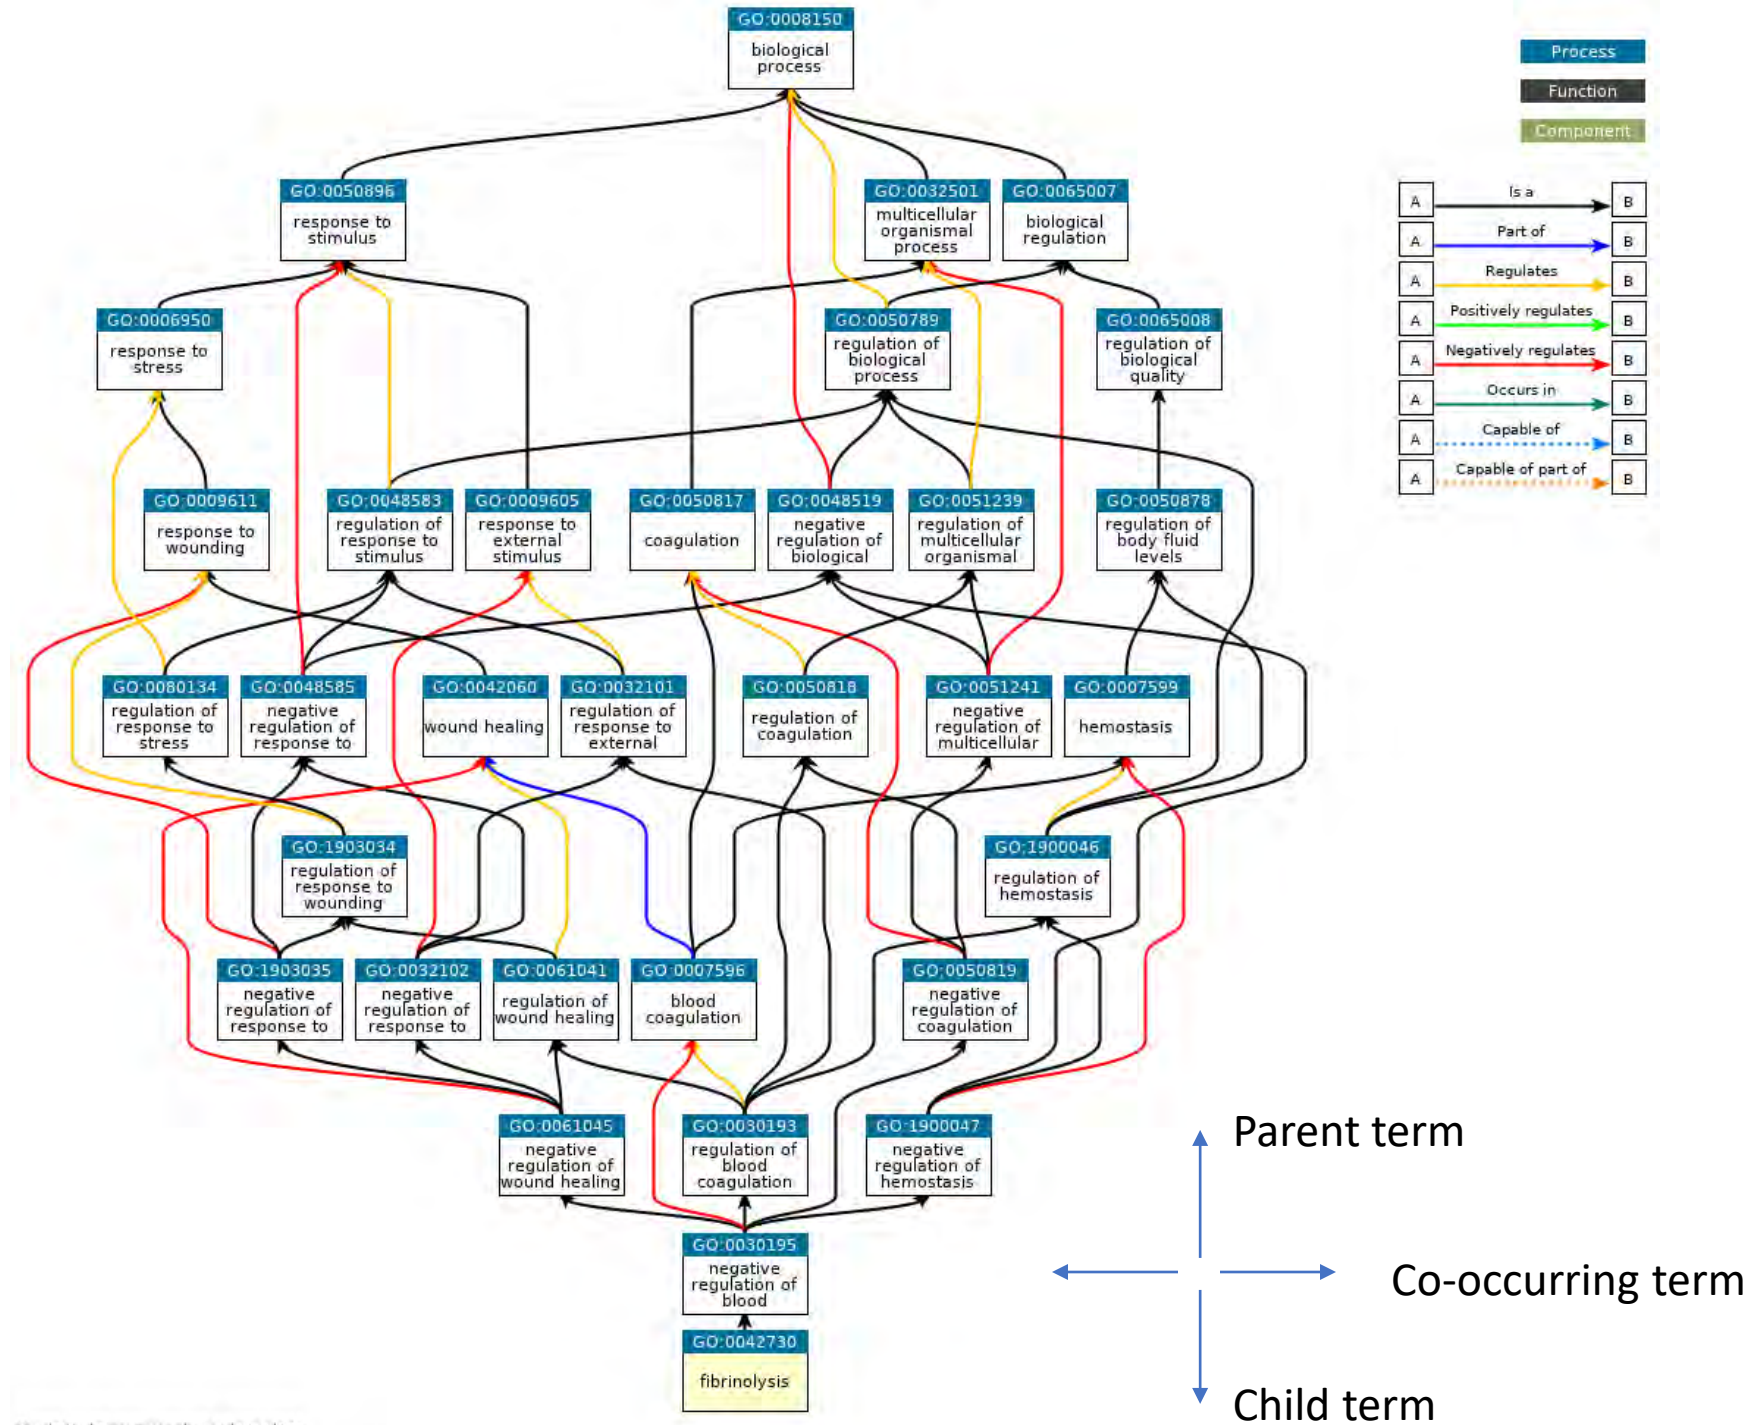 GO:0008150
biological
process
Process
Function
Component
GO:0050896
response to
stimulus
GO:0032501
multicellular
organismal
process
GO:0065007
biological
regulation
A Is a B
A Part of B
A Regulates B
A Positively regulates B
A Negatively regulates B
A Occurs in B
A Capable of B
A Capable of part of B
GO:0006950
response to
stress
GO:0050789
regulation of
biological
process
GO:0065008
regulation of
biological
quality
GO:0009611
response to
wounding
GO:0048583
regulation of
response to
stimulus
GO:0009605
response to
external
stimulus
GO:0050817
coagulation
GO:0048519
negative
regulation of
biological
GO:0051239
regulation of
multicellular
organismal
GO:0050878
regulation of
body fluid
levels
GO:0080134
regulation of
response to
stress
GO:0048585
negative
regulation of
response to
GO:0042060
wound healing
GO:0032101
regulation of
response to
external
GO:0050818
regulation of
coagulation
GO:0051241
negative
regulation of
multicellular
GO:0007599
hemostasis
GO:1903034
regulation of
response to
wounding
GO:1900046
regulation of
hemostasis
GO:1903035
negative
regulation of
response to
GO:0032102
negative
regulation of
response to
GO:0061041
regulation of
wound healing
GO:0007596
blood
coagulation
GO:0050819
negative
regulation of
coagulation
GO:0061045
negative
regulation of
wound healing
GO:0030193
regulation of
blood
coagulation
GO:1900047
negative
regulation of
hemostasis
Parent term
GO:0030195
negative
regulation of
blood
Co-occurring term
GO:0042730
fibrinolysis
Child term